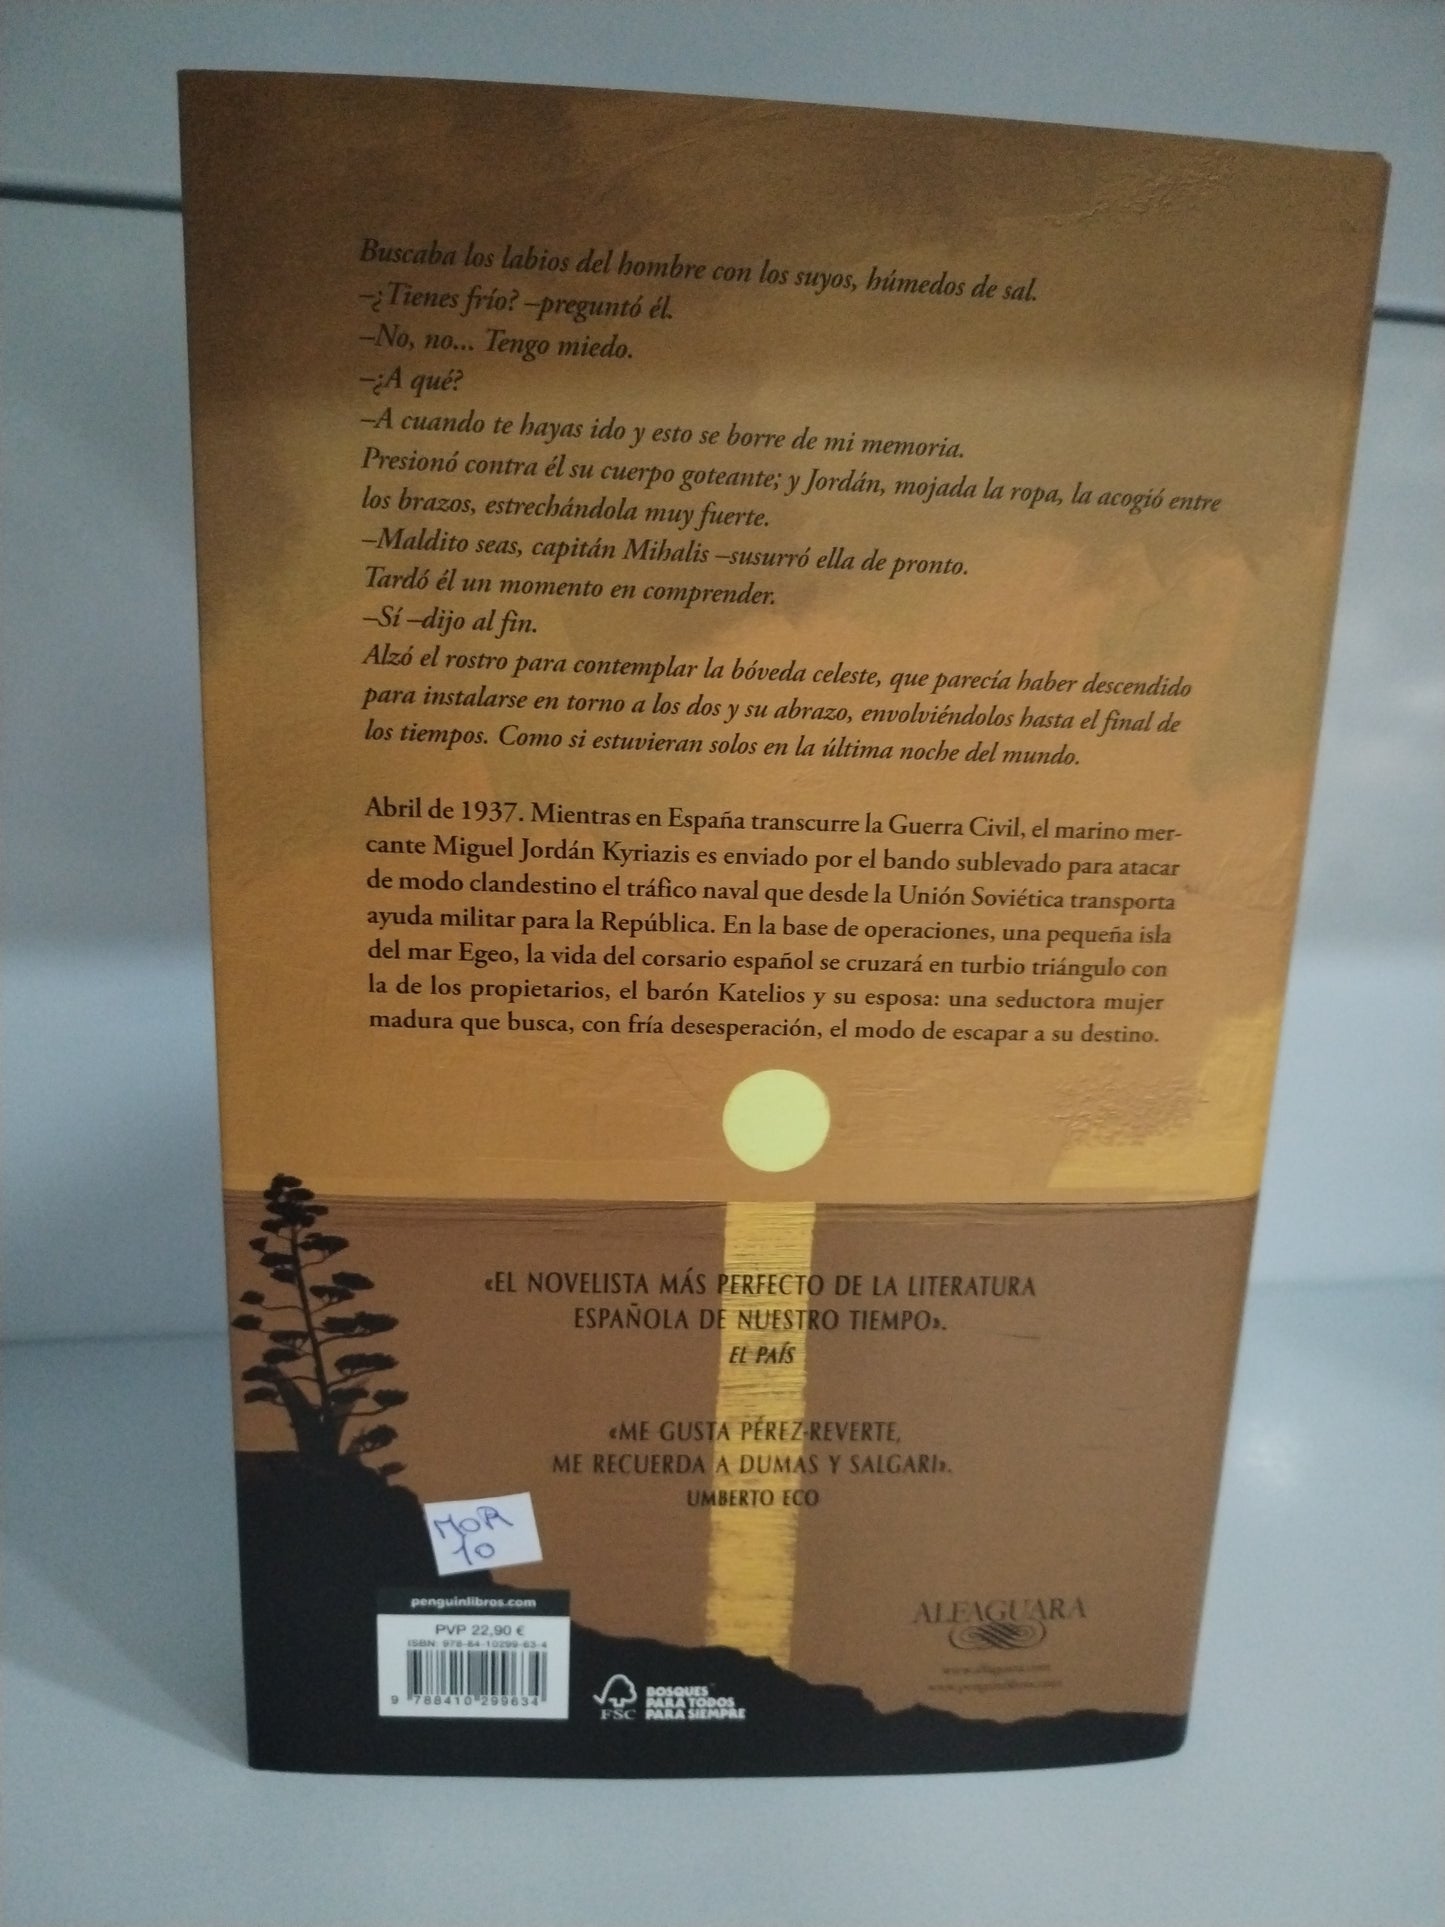 Buscaba los labios del hombre con los suyos, húmedos de sal.
–¿Tienes frío? –preguntó él.
–No, no... Tengo miedo.
–¿A qué?
–A cuando te hayas ido y esto se borre de mi memoria.
Presionó contra él su cuerpo goteante; y Jordán, mojada la ropa, la acogió entre
los brazos, estrechándola muy fuerte.
–Maldito seas, capitán Mihalis –susurró ella de pronto.
Tardó él un momento en comprender.
–Sí –dijo al fin.
Alzó el rostro para contemplar la bóveda celeste, que parecía haber descendido
para instalarse en torno a los dos y su abrazo, envolviéndolos hasta el final de
los tiempos. Como si estuvieran solos en la última noche del mundo.
Abril de 1937. Mientras en España transcurre la Guerra Civil, el marino mer-
cante Miguel Jordán Kyriazis es enviado por el bando sublevado para atacar
de modo clandestino el tráfico naval que desde la Unión Soviética transporta
ayuda militar para la República. En la base de operaciones, una pequeña isla
del mar Egeo, la vida del corsario español se cruzará en turbio triángulo con
la de los propietarios, el barón Katelios y su esposa: una seductora mujer
madura que busca, con fría desesperación, el modo de escapar a su destino.
«EL NOVELISTA MÁS PERFECTO DE LA LITERATURA
ESPAÑOLA DE NUESTRO TIEMPO».
EL PAÍS
«ME GUSTA PÉREZ-REVERTE,
ME RECUERDA A DUMAS Y SALGARI».
UMBERTO ECO
MOR
10
penguinlibros.com
PVP 22,90 €
ISBN: 978-84-10299-63-4
9 788410 299634
FSC
BOSQUES
PARA TODOS
PARA SIEMPRE
ALFAGUARA
www.alfaguara.com
www.penguinlibros.com